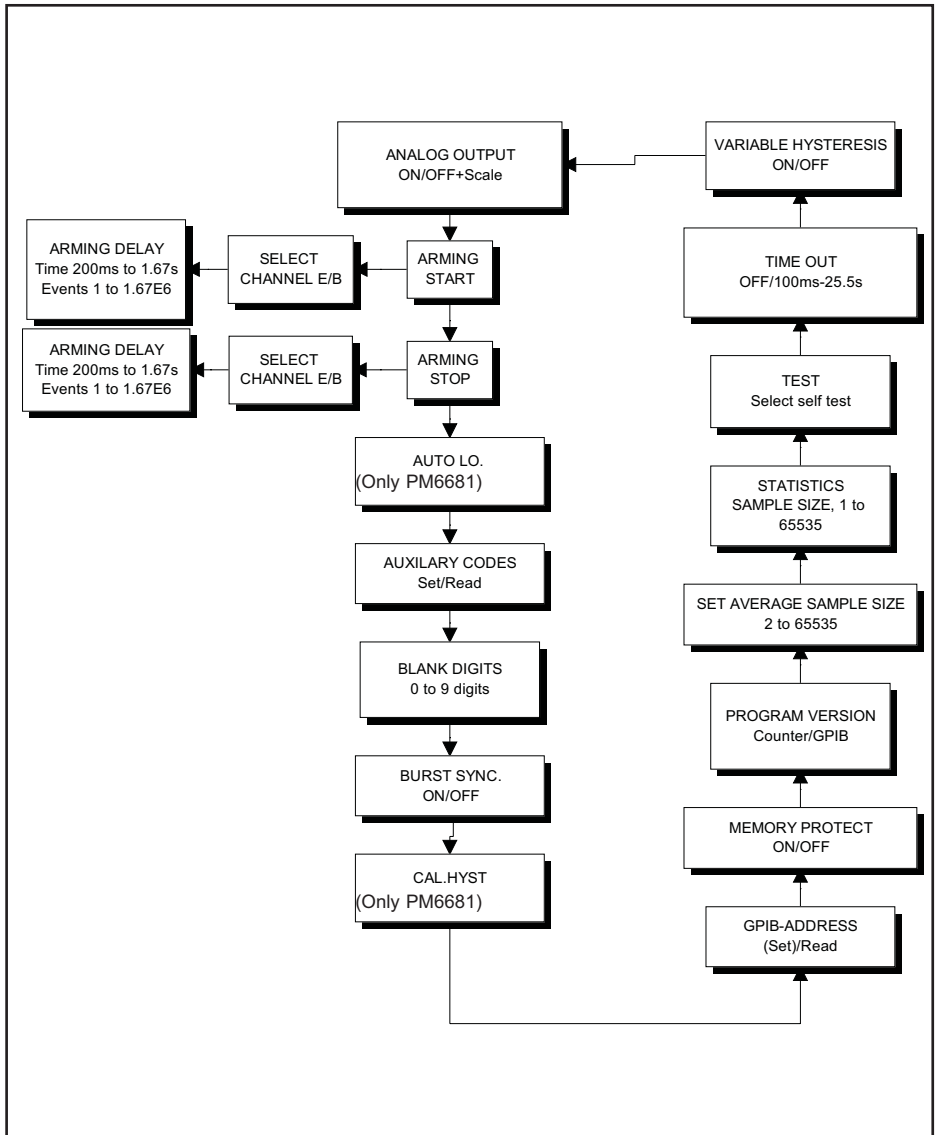 ANALOG OUTPUT
ON/OFF+Scale
VARIABLE HYSTERESIS
ON/OFF
ARMING DELAY
Time 200ms to 1.67s
Events 1 to 1.67E6
SELECT
CHANNEL E/B
ARMING
START
TIME OUT
OFF/100ms-25.5s
ARMING DELAY
Time 200ms to 1.67s
Events 1 to 1.67E6
SELECT
CHANNEL E/B
ARMING
STOP
TEST
Select self test
AUTO LO.
(Only PM6681)
STATISTICS
SAMPLE SIZE, 1 to
65535
AUXILARY CODES
Set/Read
SET AVERAGE SAMPLE SIZE
2 to 65535
BLANK DIGITS
0 to 9 digits
PROGRAM VERSION
Counter/GPIB
BURST SYNC.
ON/OFF
MEMORY PROTECT
ON/OFF
CAL.HYST
(Only PM6681)
GPIB-ADDRESS
(Set)/Read